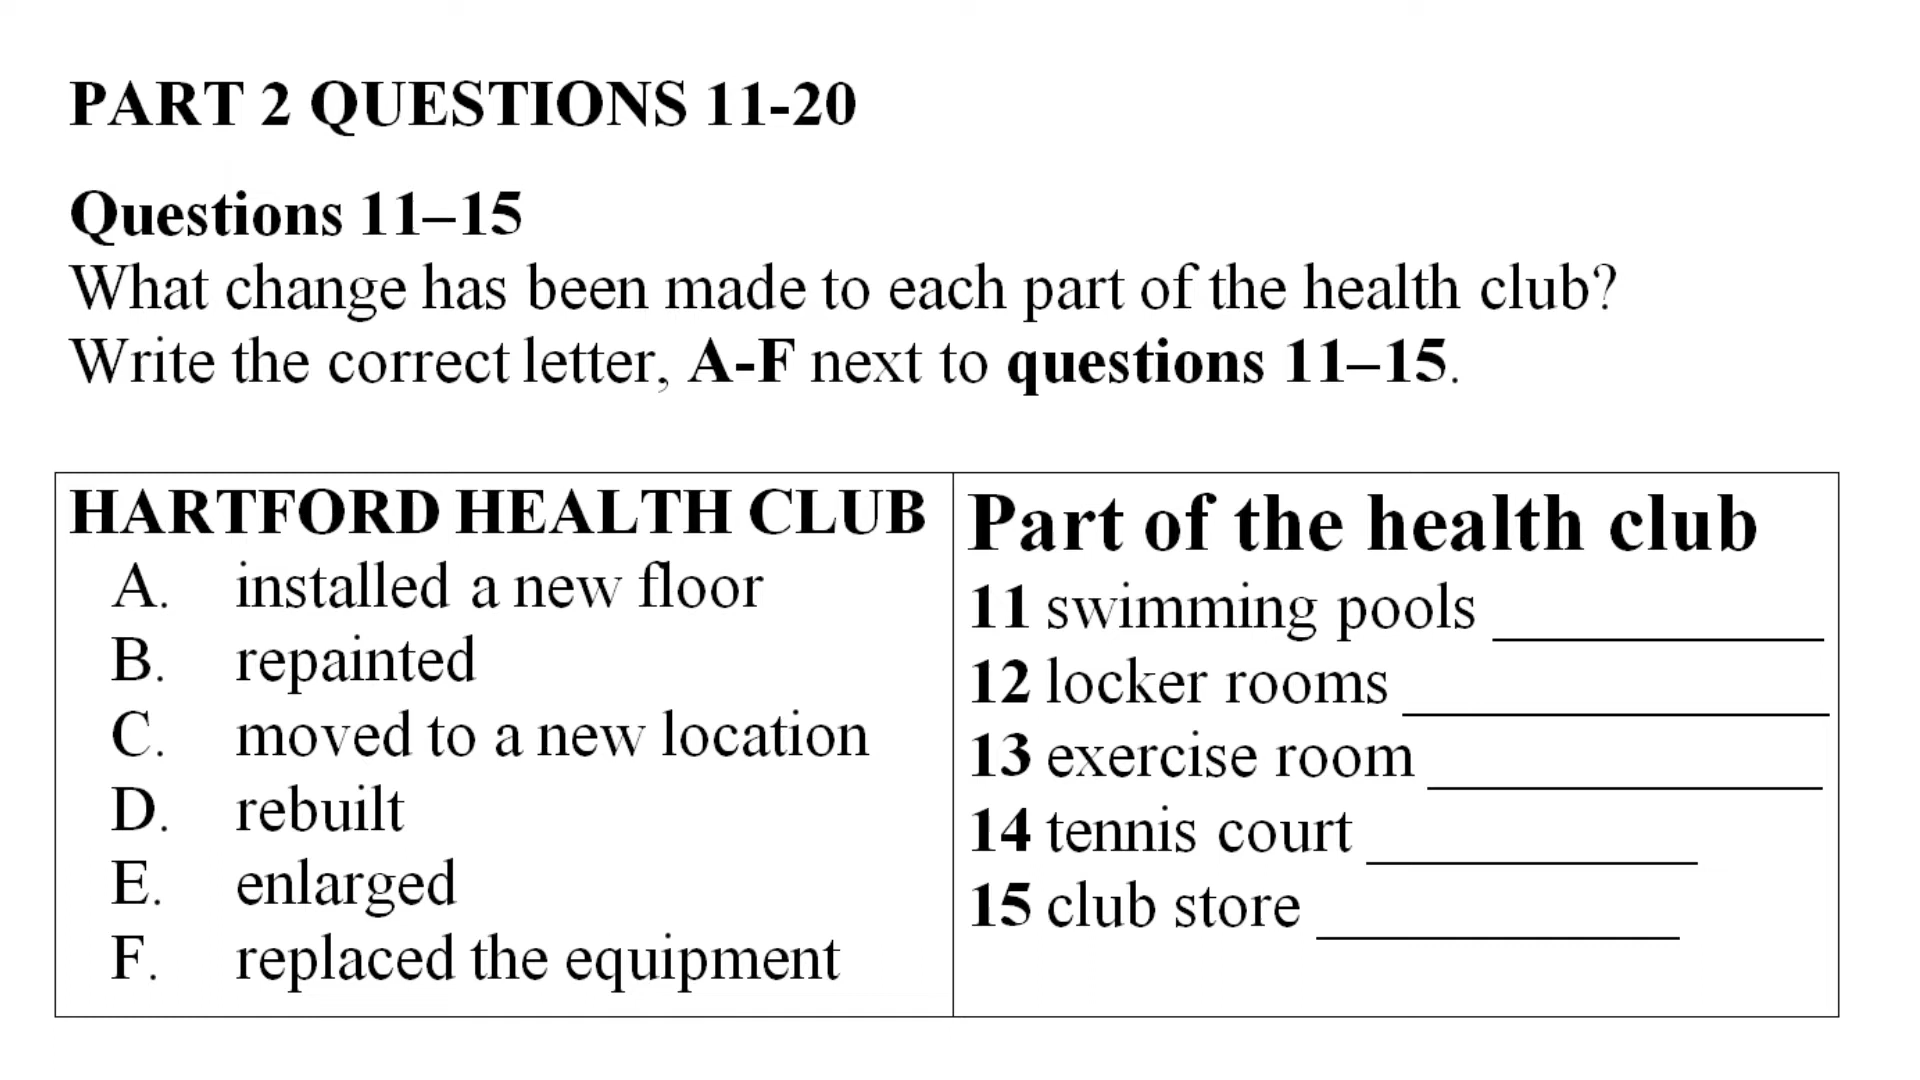 PART 2 QUESTIONS 11-20
Questions 11–15
What change has been made to each part of the health club?
Write the correct letter, A-F next to questions 11–15.
HARTFORD HEALTH CLUB
A. installed a new floor
B. repainted
C. moved to a new location
D. rebuilt
E. enlarged
F. replaced the equipment
Part of the health club
11 swimming pools ___________
12 locker rooms ______________
13 exercise room _____________
14 tennis court ___________
15 club store ____________